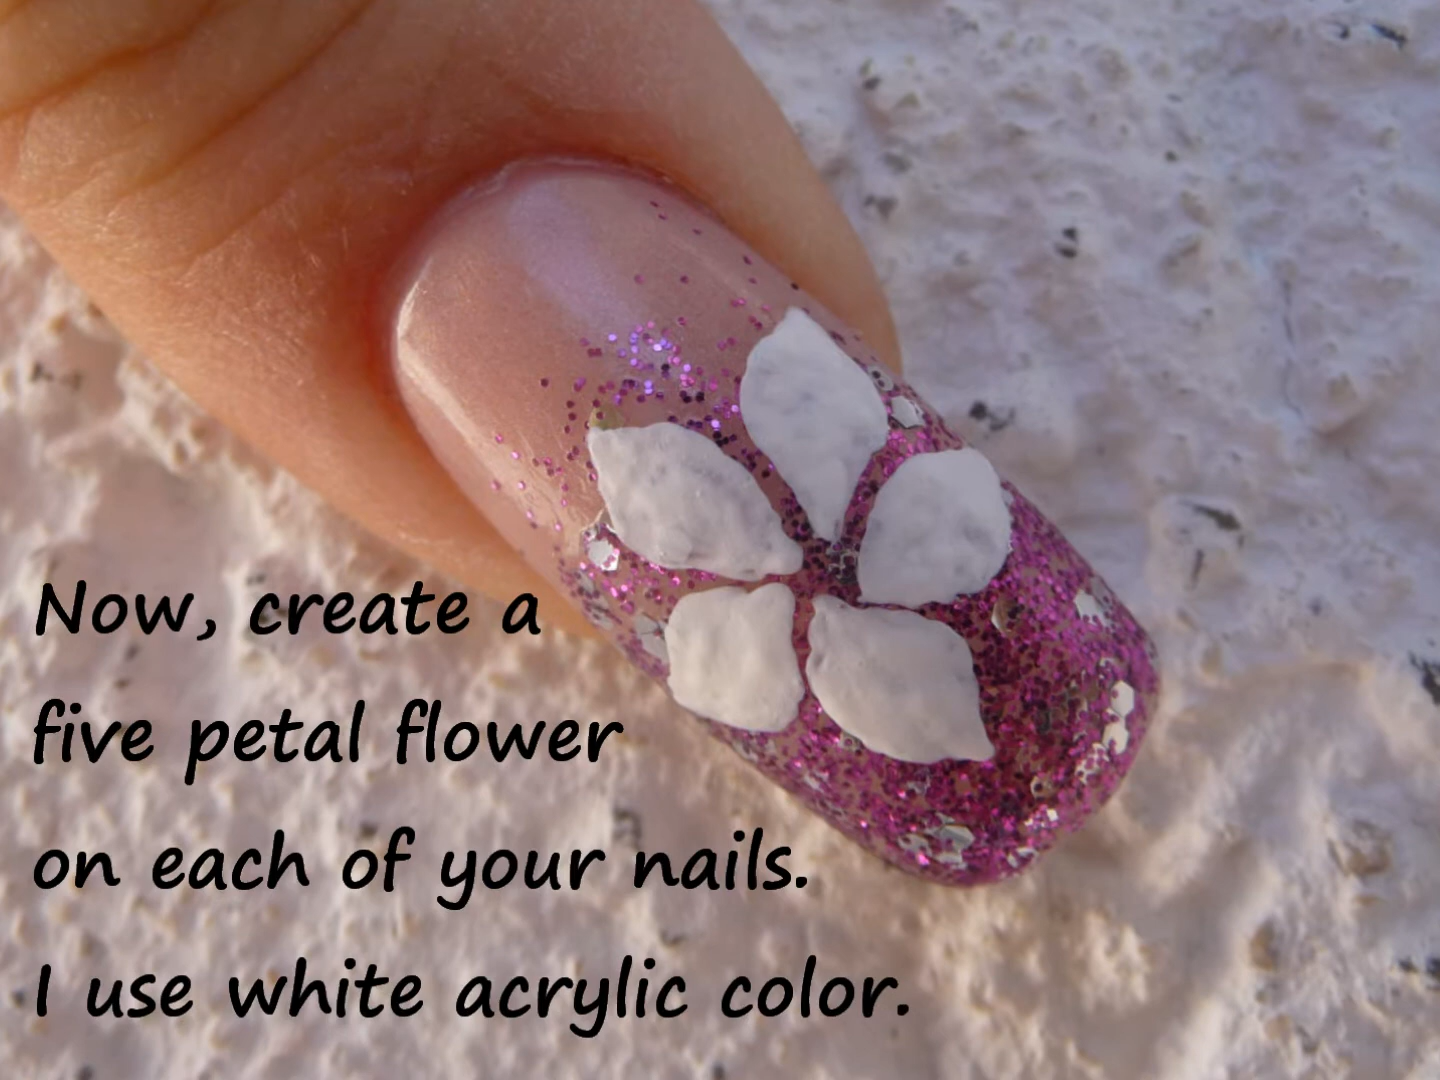 Now, create a
five petal flower
on each of your nails.
I use white acrylic color.